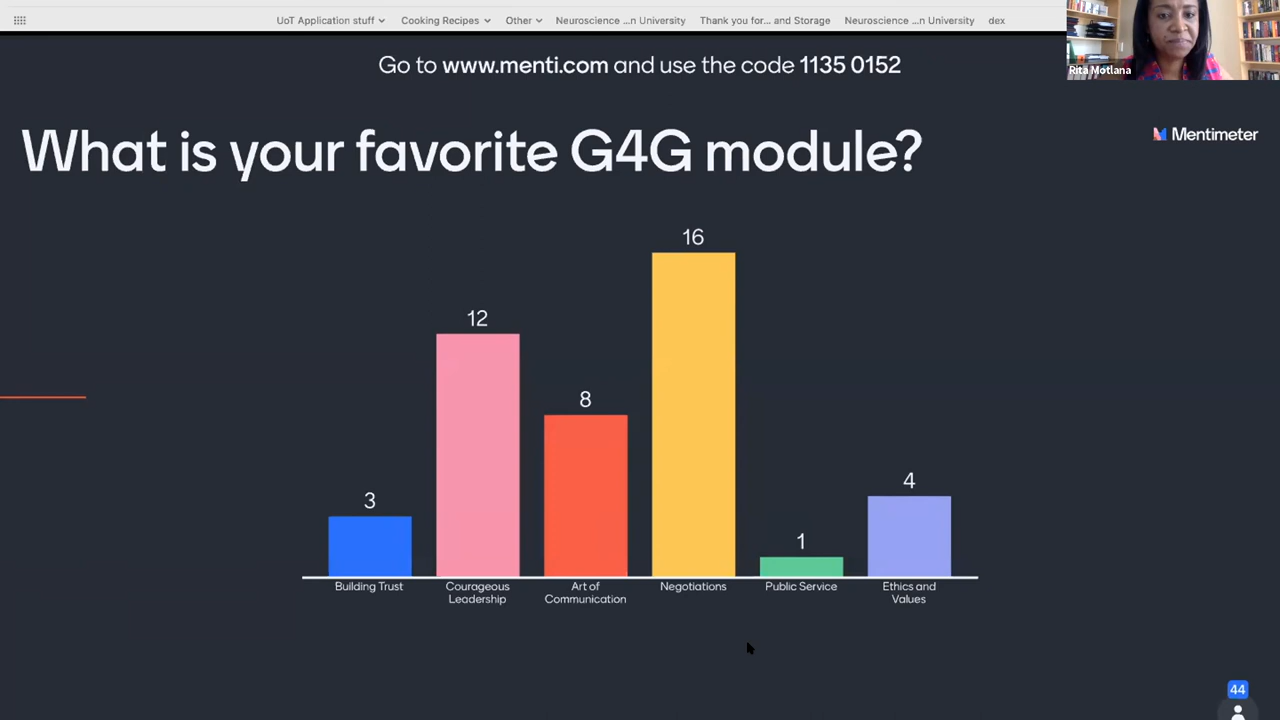 UoT Application stuff
Cooking Recipes
Other
Neuroscience ...n University
Thank you for... and Storage
Neuroscience ...n University
dex
Rita Motlana
Go to www.menti.com and use the code 1135 0152
Mentimeter
What is your favorite G4G module?
16
12
8
4
3
1
Building Trust
Courageous
Leadership
Art of
Communication
Negotiations
Public Service
Ethics and
Values
44